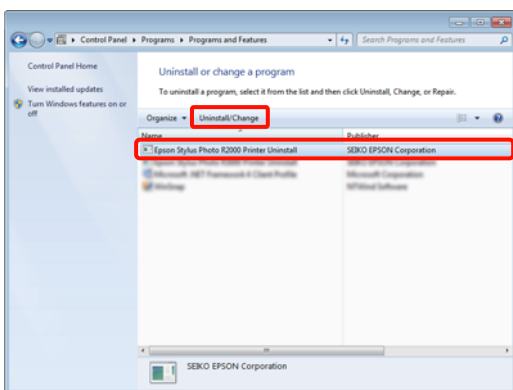 Control Panel ▸ Programs ▸ Programs and Features
Search Programs and Features
Control Panel Home
View installed updates
Turn Windows features on or
off
Uninstall or change a program
To uninstall a program, select it from the list and then click Uninstall, Change, or Repair.
Organize
Uninstall/Change
Name
Publisher
Epson Stylus Photo R2000 Printer Uninstall
SEIKO EPSON Corporation
SEIKO EPSON Corporation